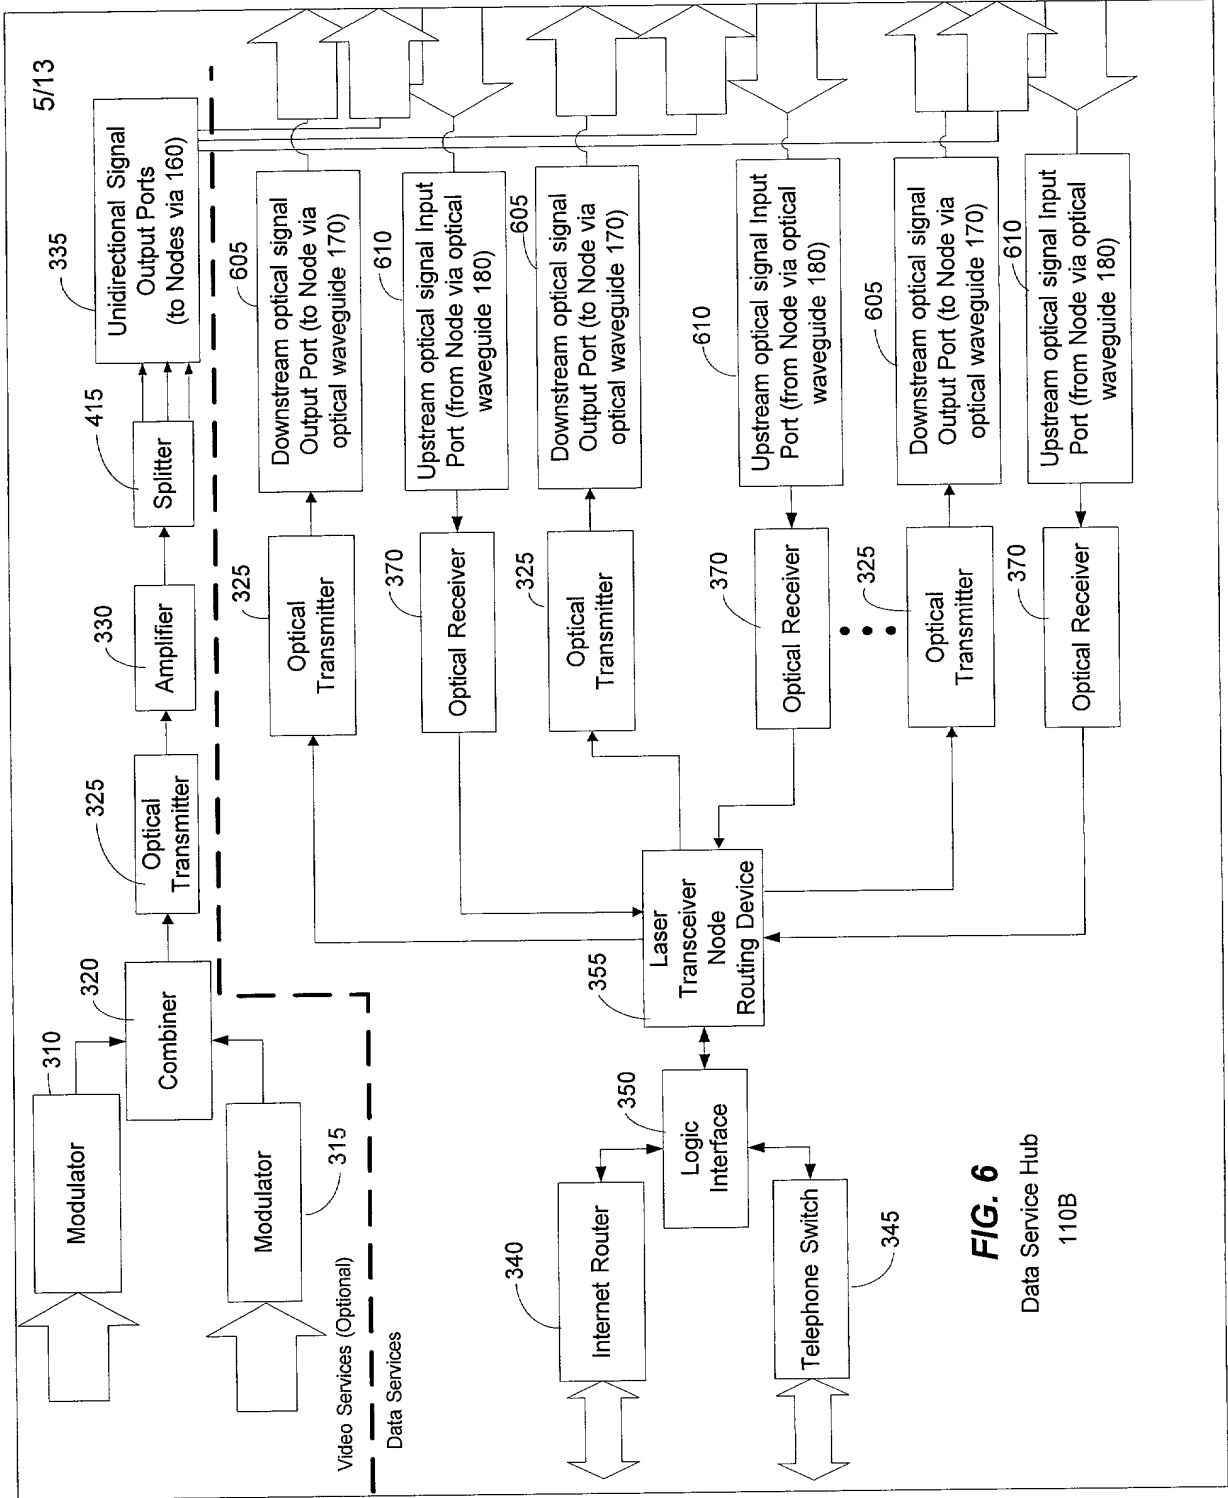 5/13
310
Modulator
320
Combiner
Modulator
315
325
Optical
Transmitter
330
Amplifier
415
Splitter
335
Unidirectional Signal
Output Ports
(to Nodes via 160)
Video Services (Optional)
Data Services
325
Optical
Transmitter
605
Downstream optical signal
Output Port (to Node via
optical waveguide 170)
370
Optical Receiver
610
Upstream optical signal Input
Port (from Node via optical
waveguide 180)
325
Optical
Transmitter
605
Downstream optical signal
Output Port (to Node via
optical waveguide 170)
340
Internet Router
350
Logic
Interface
355
Laser
Transceiver
Node
Routing Device
370
Optical Receiver
610
Upstream optical signal Input
Port (from Node via optical
waveguide 180)
Telephone Switch
345
325
Optical
Transmitter
605
Downstream optical signal
Output Port (to Node via
optical waveguide 170)
370
Optical Receiver
610
Upstream optical signal Input
Port (from Node via optical
waveguide 180)
FIG. 6
Data Service Hub
110B